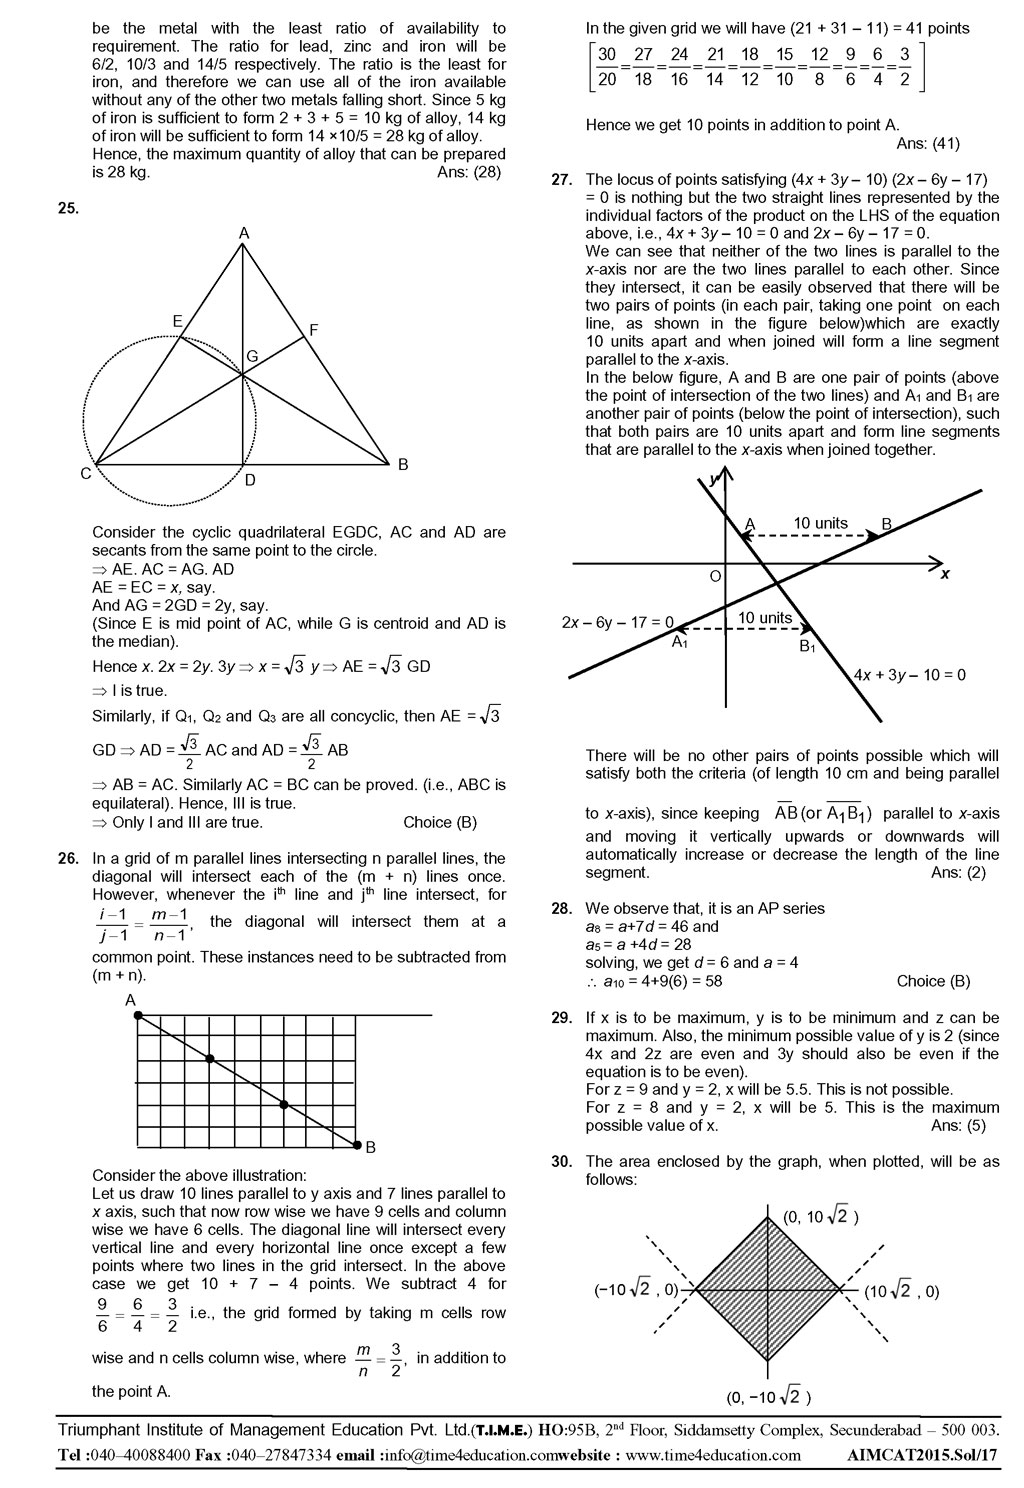 be the metal with the least ratio of availability to
requirement. The ratio for lead, zinc and iron will be
6/2, 10/3 and 14/5 respectively. The ratio is the least for
iron, and therefore we can use all of the iron available
without any of the other two metals falling short. Since 5 kg
of iron is sufficient to form 2 + 3 + 5 = 10 kg of alloy, 14 kg
of iron will be sufficient to form 14 ×10/5 = 28 kg of alloy.
Hence, the maximum quantity of alloy that can be prepared
is 28 kg. Ans: (28)
25.
A
E
F
G
C
D
B
Consider the cyclic quadrilateral EGDC, AC and AD are
secants from the same point to the circle.
⇒ AE. AC = AG. AD
AE = EC = x, say.
And AG = 2GD = 2y, say.
(Since E is mid point of AC, while G is centroid and AD is
the median).
Hence x. 2x = 2y. 3y ⇒ x = √3 y ⇒ AE = √3 GD
⇒ I is true.
Similarly, if Q₁, Q₂ and Q₃ are all concyclic, then AE = √3
GD ⇒ AD = √3/2 AC and AD = √3/2 AB
⇒ AB = AC. Similarly AC = BC can be proved. (i.e., ABC is
equilateral). Hence, III is true.
⇒ Only I and III are true. Choice (B)
26. In a grid of m parallel lines intersecting n parallel lines, the
diagonal will intersect each of the (m + n) lines once.
However, whenever the iᵗʰ line and jᵗʰ line intersect, for
i−1/j−1 = m−1/n−1, the diagonal will intersect them at a
common point. These instances need to be subtracted from
(m + n).
A
B
Consider the above illustration:
Let us draw 10 lines parallel to y axis and 7 lines parallel to
x axis, such that now row wise we have 9 cells and column
wise we have 6 cells. The diagonal line will intersect every
vertical line and every horizontal line once except a few
points where two lines in the grid intersect. In the above
case we get 10 + 7 – 4 points. We subtract 4 for
9/6 = 6/4 = 3/2 i.e., the grid formed by taking m cells row
wise and n cells column wise, where m/n = 3/2, in addition to
the point A.
In the given grid we will have (21 + 31 – 11) = 41 points
[30/20 = 27/18 = 24/16 = 21/14 = 18/12 = 15/10 = 12/8 = 9/6 = 6/4 = 3/2]
Hence we get 10 points in addition to point A.
Ans: (41)
27. The locus of points satisfying (4x + 3y – 10) (2x – 6y – 17)
= 0 is nothing but the two straight lines represented by the
individual factors of the product on the LHS of the equation
above, i.e., 4x + 3y – 10 = 0 and 2x – 6y – 17 = 0.
We can see that neither of the two lines is parallel to the
x-axis nor are the two lines parallel to each other. Since
they intersect, it can be easily observed that there will be
two pairs of points (in each pair, taking one point on each
line, as shown in the figure below)which are exactly
10 units apart and when joined will form a line segment
parallel to the x-axis.
In the below figure, A and B are one pair of points (above
the point of intersection of the two lines) and A₁ and B₁ are
another pair of points (below the point of intersection), such
that both pairs are 10 units apart and form line segments
that are parallel to the x-axis when joined together.
y
A 10 units B
O
x
2x – 6y – 17 = 0
10 units
A₁
B₁
4x + 3y – 10 = 0
There will be no other pairs of points possible which will
satisfy both the criteria (of length 10 cm and being parallel
to x-axis), since keeping A̅B̅ (or A̅₁B̅₁) parallel to x-axis
and moving it vertically upwards or downwards will
automatically increase or decrease the length of the line
segment. Ans: (2)
28. We observe that, it is an AP series
a₈ = a+7d = 46 and
a₅ = a +4d = 28
solving, we get d = 6 and a = 4
∴ a₁₀ = 4+9(6) = 58 Choice (B)
29. If x is to be maximum, y is to be minimum and z can be
maximum. Also, the minimum possible value of y is 2 (since
4x and 2z are even and 3y should also be even if the
equation is to be even).
For z = 9 and y = 2, x will be 5.5. This is not possible.
For z = 8 and y = 2, x will be 5. This is the maximum
possible value of x. Ans: (5)
30. The area enclosed by the graph, when plotted, will be as
follows:
(0, 10√2 )
(−10√2 , 0)
(10√2 , 0)
(0, −10√2 )
Triumphant Institute of Management Education Pvt. Ltd.(T.I.M.E.) HO:95B, 2ⁿᵈ Floor, Siddamsetty Complex, Secunderabad – 500 003.
Tel :040–40088400 Fax :040–27847334 email :info@time4education.comwebsite : www.time4education.com AIMCAT2015.Sol/17